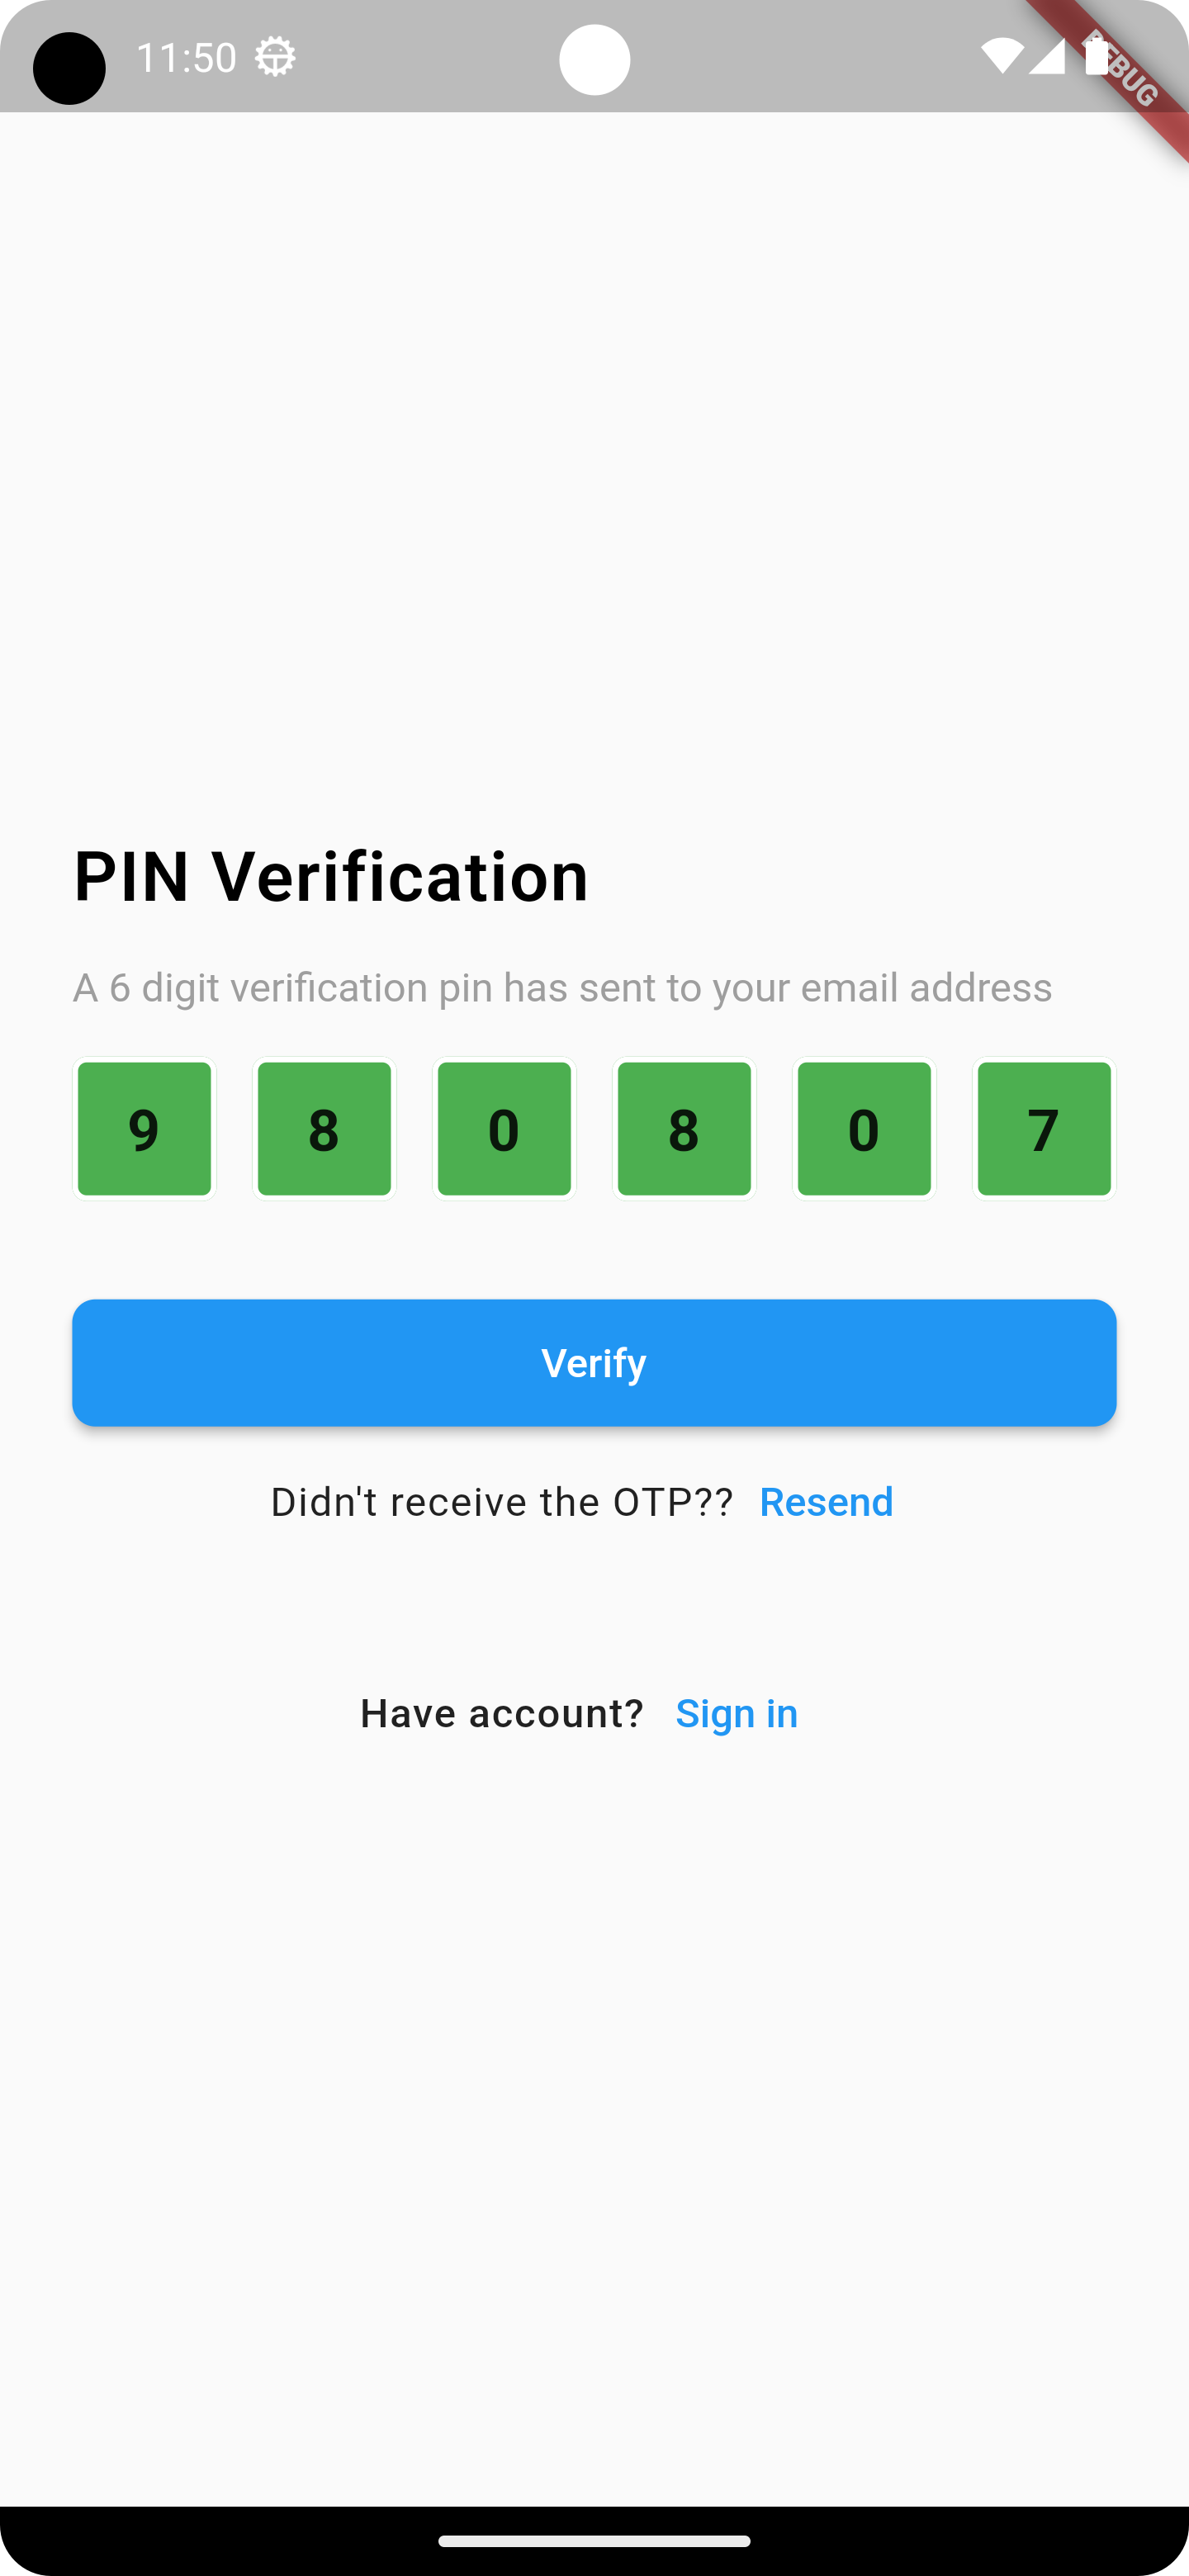 11:50
DEBUG
PIN Verification
A 6 digit verification pin has sent to your email address
9 8 0 8 0 7
Verify
Didn't receive the OTP?? Resend
Have account? Sign in